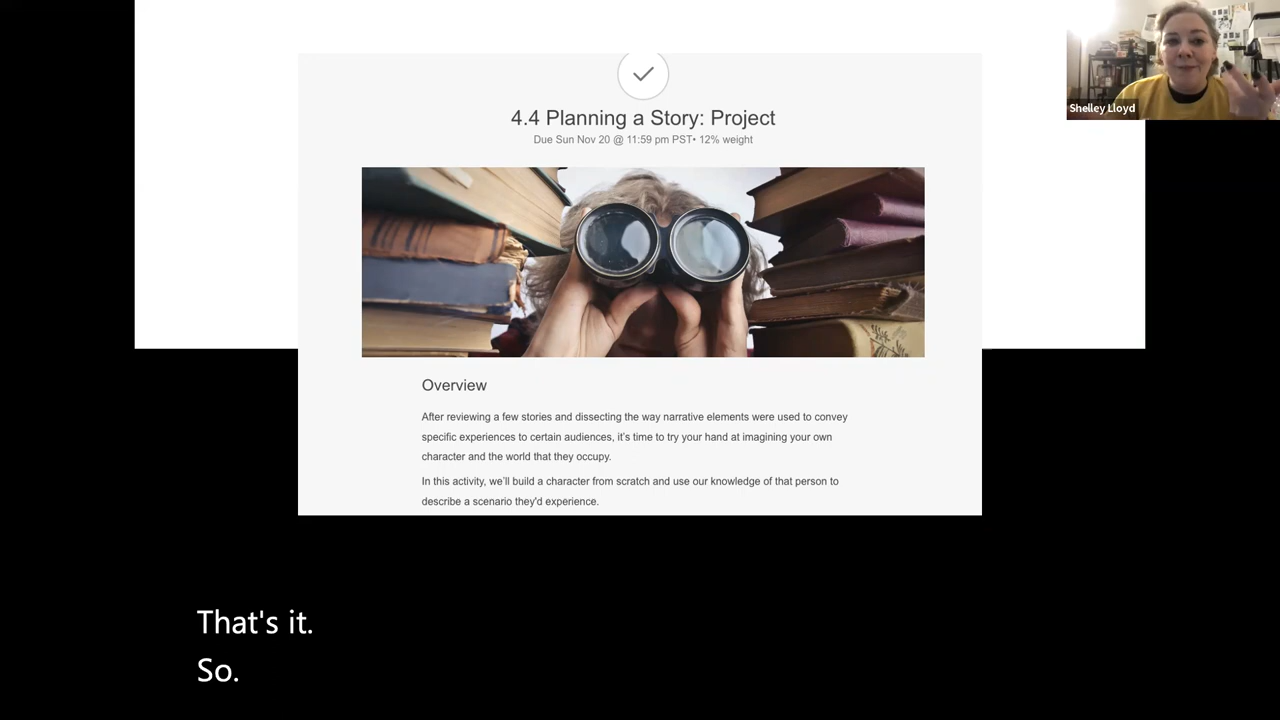 Shelley Lloyd
4.4 Planning a Story: Project
Due Sun Nov 20 @ 11:59 pm PST• 12% weight
Overview
After reviewing a few stories and dissecting the way narrative elements were used to convey
specific experiences to certain audiences, it’s time to try your hand at imagining your own
character and the world that they occupy.
In this activity, we’ll build a character from scratch and use our knowledge of that person to
describe a scenario they'd experience.
That's it.
So.